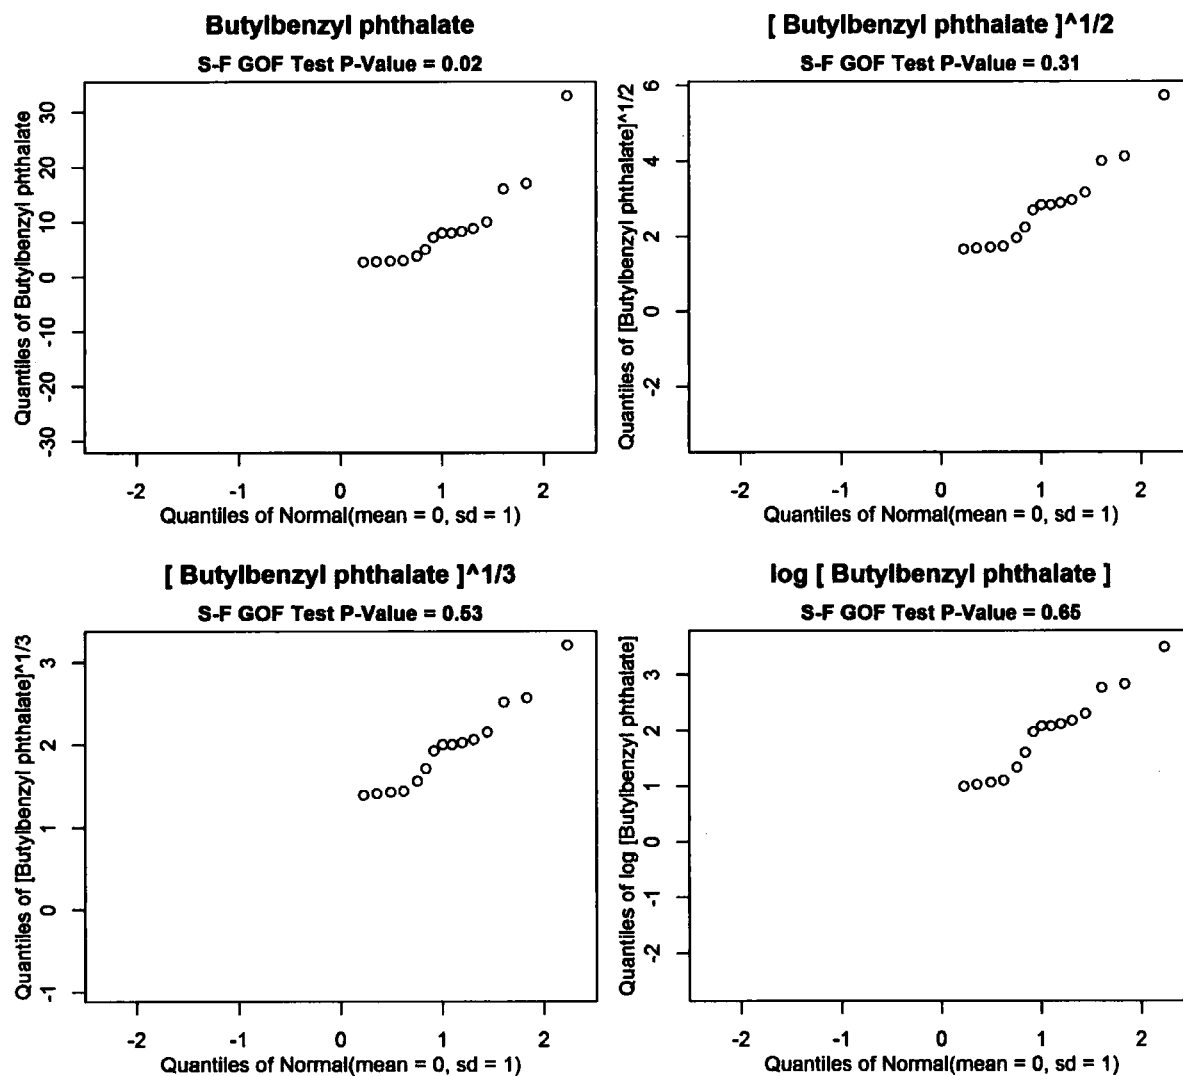 Butylbenzyl phthalate
S-F GOF Test P-Value = 0.02
Quantiles of Butylbenzyl phthalate
30
20
10
0
-10
-20
-30
-2 -1 0 1 2
Quantiles of Normal(mean = 0, sd = 1)
[ Butylbenzyl phthalate ]^1/2
S-F GOF Test P-Value = 0.31
Quantiles of [Butylbenzyl phthalate]^1/2
6
4
2
0
-2
-2 -1 0 1 2
Quantiles of Normal(mean = 0, sd = 1)
[ Butylbenzyl phthalate ]^1/3
S-F GOF Test P-Value = 0.53
Quantiles of [Butylbenzyl phthalate]^1/3
3
2
1
0
-1
-2 -1 0 1 2
Quantiles of Normal(mean = 0, sd = 1)
log [ Butylbenzyl phthalate ]
S-F GOF Test P-Value = 0.65
Quantiles of log [Butylbenzyl phthalate]
3
2
1
0
-1
-2
-2 -1 0 1 2
Quantiles of Normal(mean = 0, sd = 1)